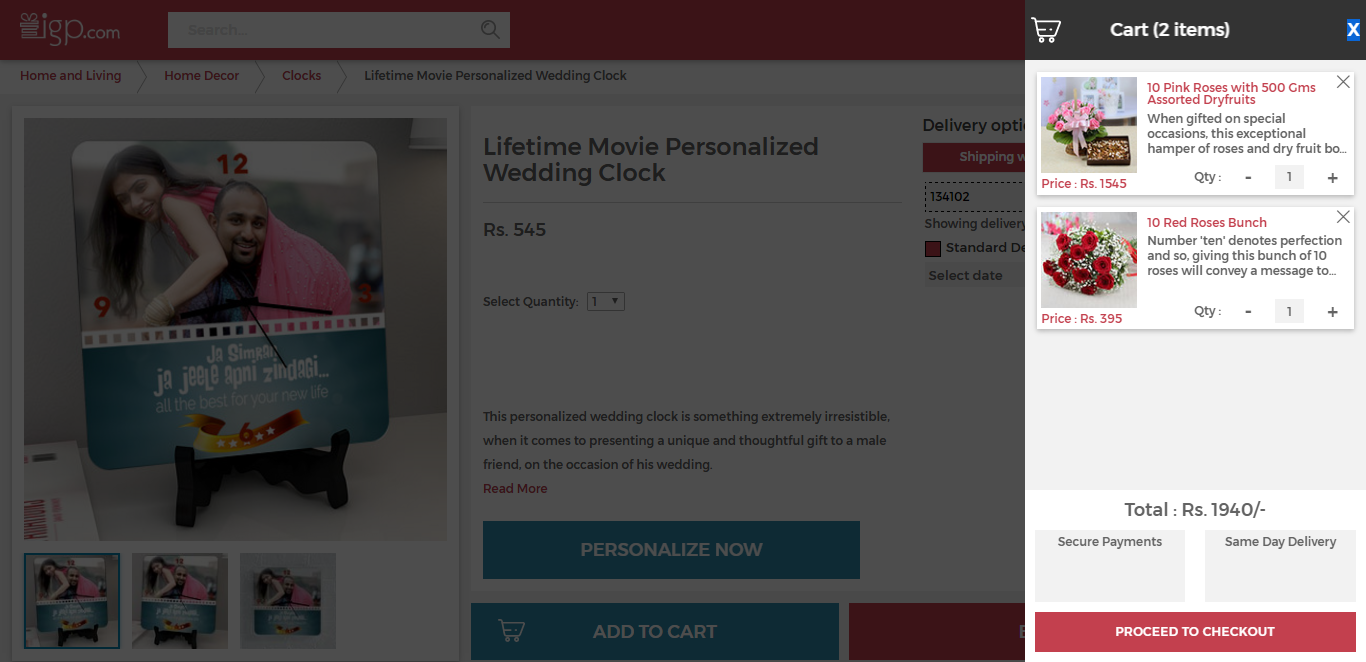 igp.com
Search...
Cart (2 items)
X
Home and Living
Home Decor
Clocks
Lifetime Movie Personalized Wedding Clock
12
9
3
6
Ja Simran
ja jeele apni zindagi...
all the best for your new life
Lifetime Movie Personalized
Wedding Clock
Rs. 545
Select Quantity: 1
This personalized wedding clock is something extremely irresistible,
when it comes to presenting a unique and thoughtful gift to a male
friend, on the occasion of his wedding.
Read More
PERSONALIZE NOW
ADD TO CART
Delivery opti
Shipping w
134102
Showing delivery
Standard De
Select date
10 Pink Roses with 500 Gms
Assorted Dryfruits
When gifted on special
occasions, this exceptional
hamper of roses and dry fruit bo...
Price : Rs. 1545
Qty : - 1 +
10 Red Roses Bunch
Number 'ten' denotes perfection
and so, giving this bunch of 10
roses will convey a message to...
Price : Rs. 395
Qty : - 1 +
Total : Rs. 1940/-
Secure Payments
Same Day Delivery
PROCEED TO CHECKOUT